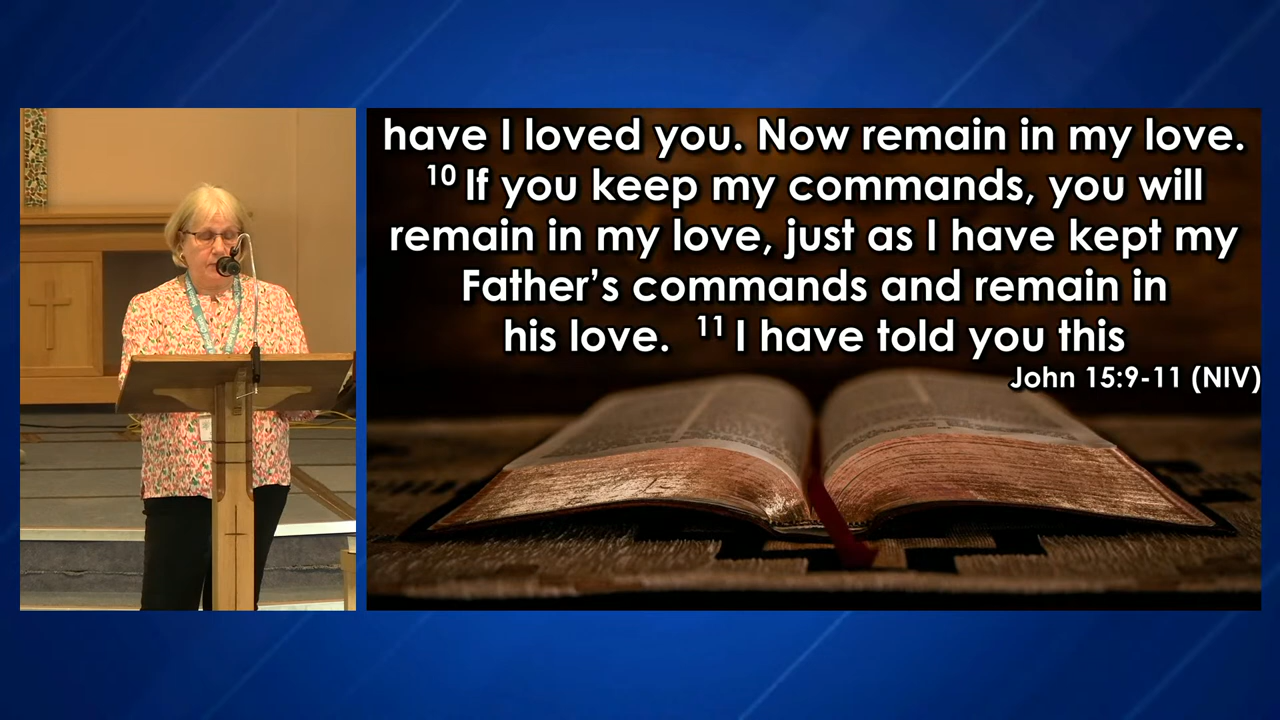 have I loved you. Now remain in my love.
10 If you keep my commands, you will
remain in my love, just as I have kept my
Father’s commands and remain in
his love. 11 I have told you this
John 15:9-11 (NIV)